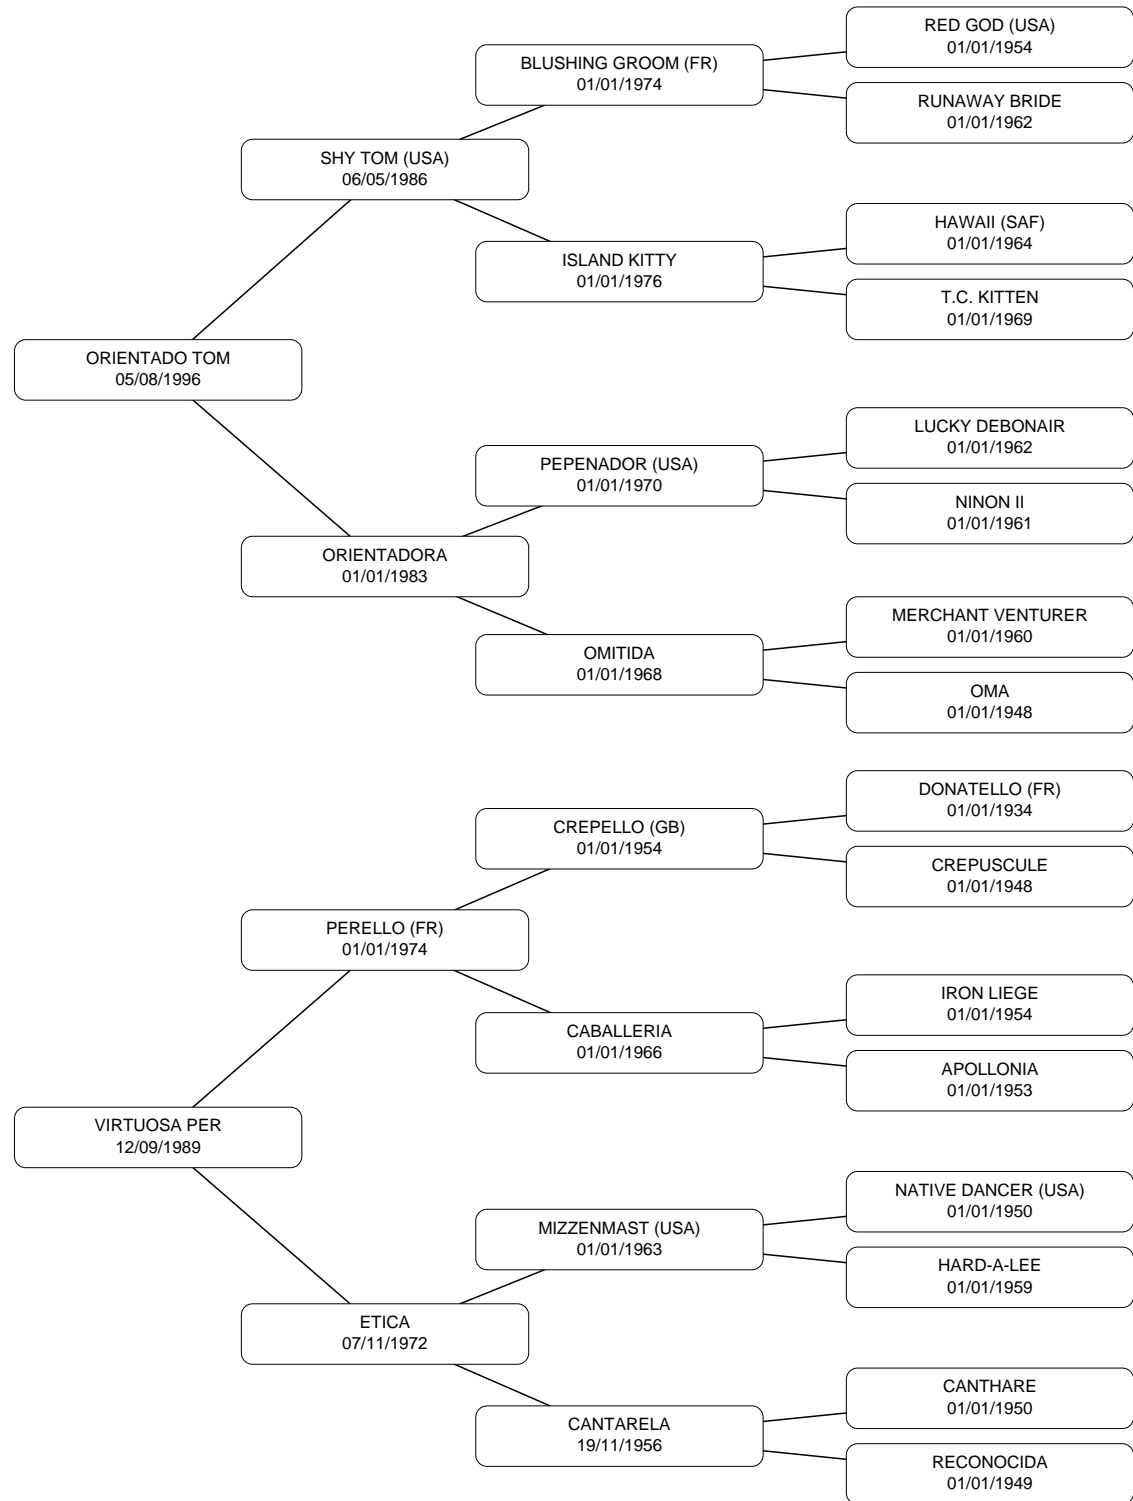 RED GOD (USA)
01/01/1954
BLUSHING GROOM (FR)
01/01/1974
RUNAWAY BRIDE
01/01/1962
SHY TOM (USA)
06/05/1986
HAWAII (SAF)
01/01/1964
ISLAND KITTY
01/01/1976
T.C. KITTEN
01/01/1969
ORIENTADO TOM
05/08/1996
LUCKY DEBONAIR
01/01/1962
PEPENADOR (USA)
01/01/1970
NINON II
01/01/1961
ORIENTADORA
01/01/1983
MERCHANT VENTURER
01/01/1960
OMITIDA
01/01/1968
OMA
01/01/1948
DONATELLO (FR)
01/01/1934
CREPELLO (GB)
01/01/1954
CREPUSCULE
01/01/1948
PERELLO (FR)
01/01/1974
IRON LIEGE
01/01/1954
CABALLERIA
01/01/1966
APOLLONIA
01/01/1953
VIRTUOSA PER
12/09/1989
NATIVE DANCER (USA)
01/01/1950
MIZZENMAST (USA)
01/01/1963
HARD-A-LEE
01/01/1959
ETICA
07/11/1972
CANTHARE
01/01/1950
CANTARELA
19/11/1956
RECONOCIDA
01/01/1949